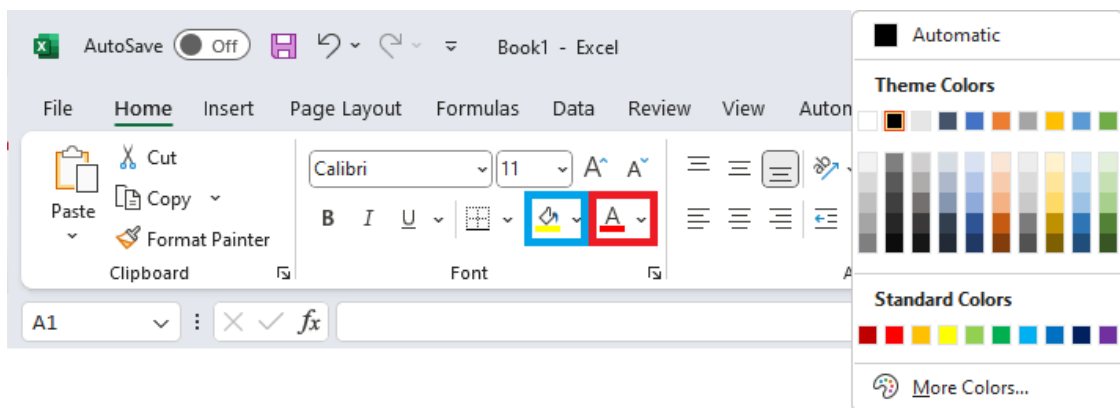 AutoSave Off Book1 - Excel
File Home Insert Page Layout Formulas Data Review View Autom
Paste
Cut
Copy
Format Painter
Clipboard
Calibri 11 A A
B I U A
Font
A1 fx
Automatic
Theme Colors
Standard Colors
More Colors...